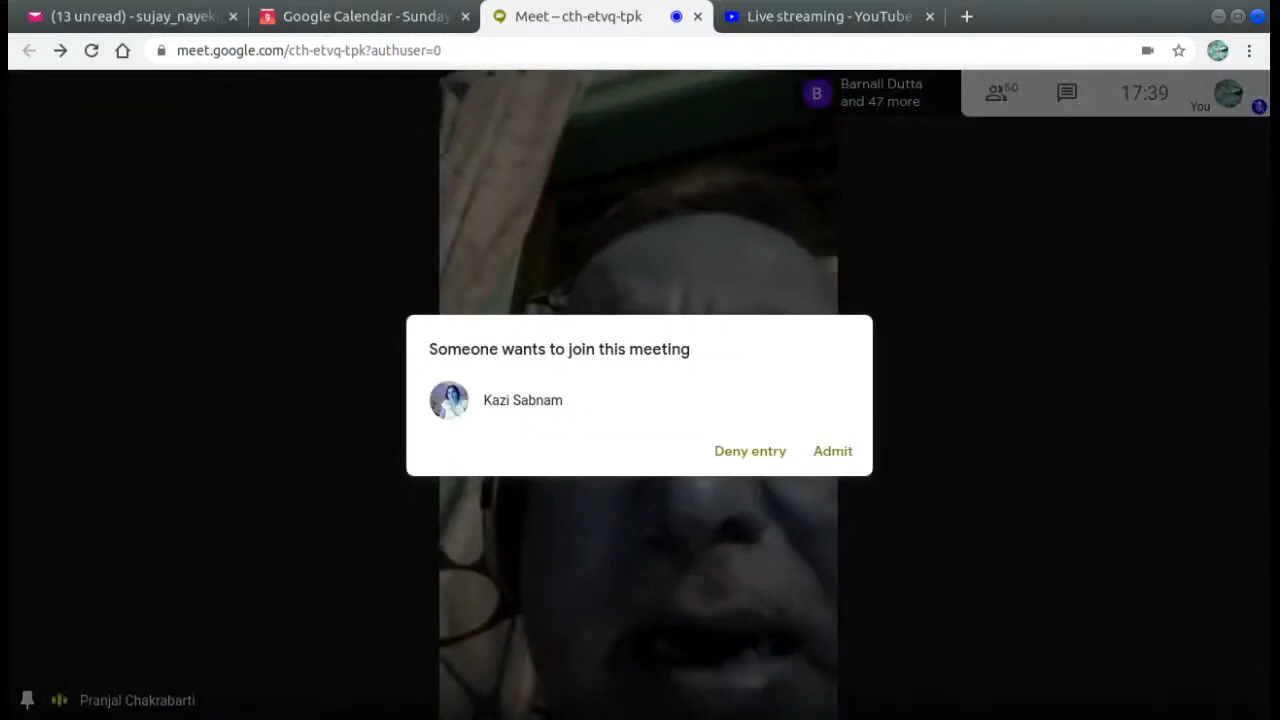 (13 unread) - sujay_nayek
Google Calendar - Sunday
Meet – cth-etvq-tpk
Live streaming - YouTube
meet.google.com/cth-etvq-tpk?authuser=0
B
Barnali Dutta
and 47 more
60
17:39
You
Someone wants to join this meeting
Kazi Sabnam
Deny entry
Admit
Pranjal Chakrabarti